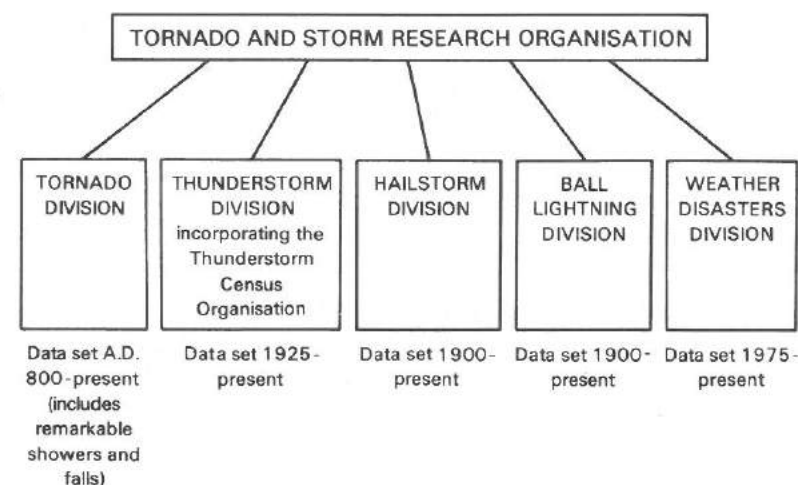 TORNADO AND STORM RESEARCH ORGANISATION
TORNADO
DIVISION
THUNDERSTORM
DIVISION
incorporating the
Thunderstorm
Census
Organisation
HAILSTORM
DIVISION
BALL
LIGHTNING
DIVISION
WEATHER
DISASTERS
DIVISION
Data set A.D.
800-present
(includes
remarkable
showers and
falls)
Data set 1925-
present
Data set 1900-
present
Data set 1900-
present
Data set 1975-
present